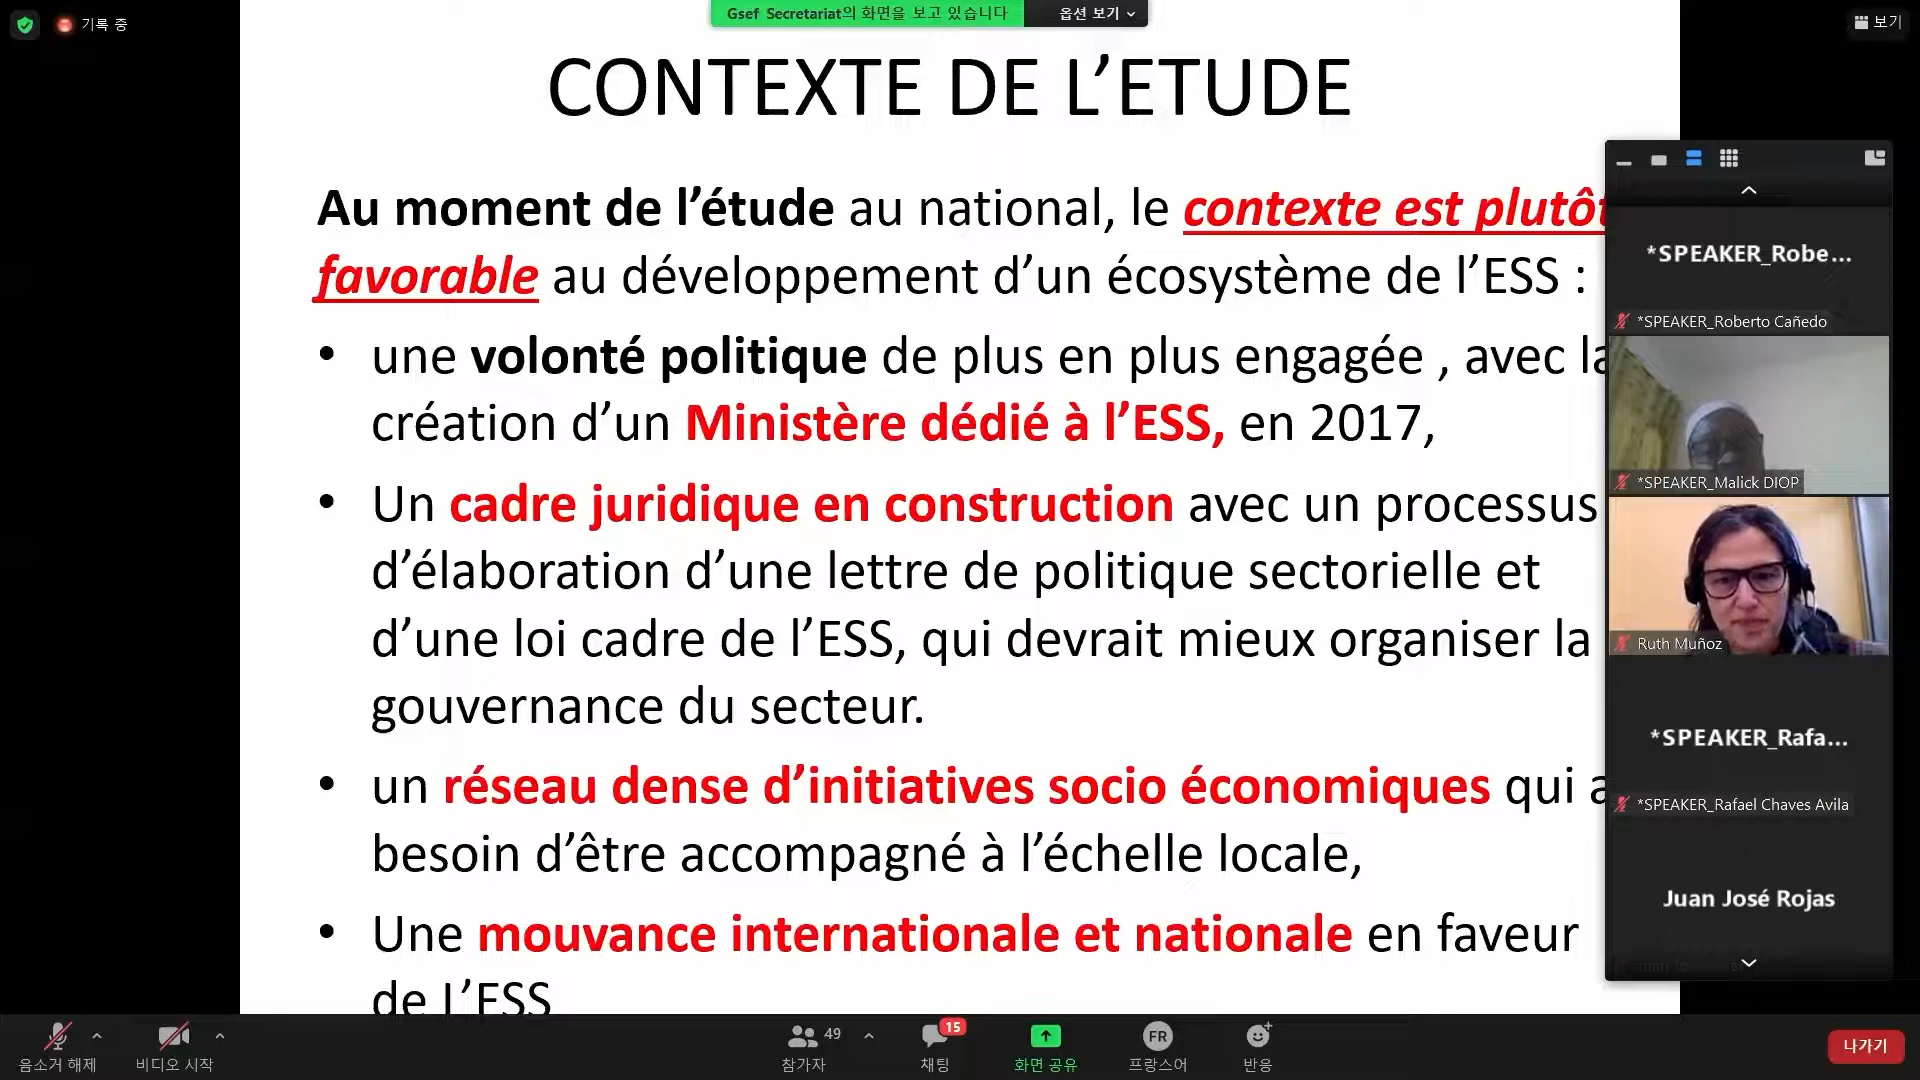 기록 중
Gsef Secretariat의 화면을 보고 있습니다
옵션 보기
보기
CONTEXTE DE L’ETUDE
Au moment de l’étude au national, le contexte est plutôt
favorable au développement d’un écosystème de l’ESS :
• une volonté politique de plus en plus engagée , avec la
création d’un Ministère dédié à l’ESS, en 2017,
• Un cadre juridique en construction avec un processus
d’élaboration d’une lettre de politique sectorielle et
d’une loi cadre de l’ESS, qui devrait mieux organiser la
gouvernance du secteur.
• un réseau dense d’initiatives socio économiques qui a
besoin d’être accompagné à l’échelle locale,
• Une mouvance internationale et nationale en faveur
de L’ESS
*SPEAKER_Robe...
*SPEAKER_Roberto Cañedo
*SPEAKER_Malick DIOP
Ruth Muñoz
*SPEAKER_Rafa...
*SPEAKER_Rafael Chaves Avila
Juan José Rojas
음소거 해제
비디오 시작
49
참가자
15
채팅
화면 공유
FR
프랑스어
반응
나가기